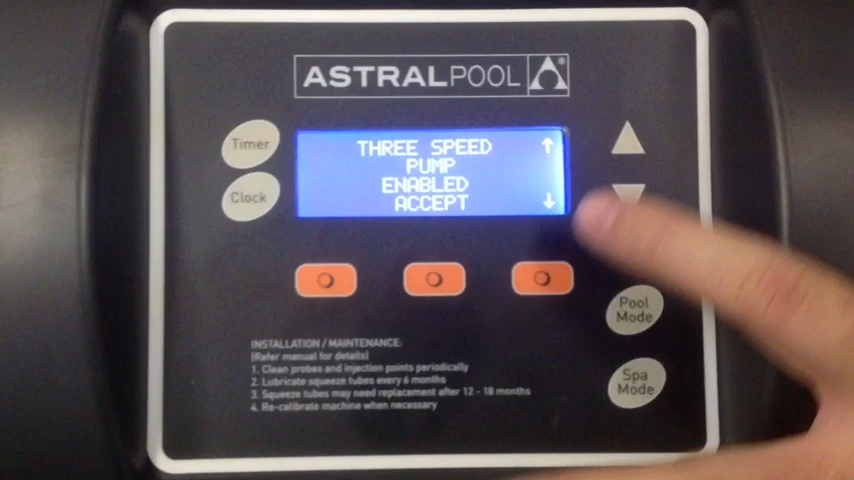 ASTRALPOOL
Timer
Clock
THREE SPEED ↑
PUMP
ENABLED
ACCEPT ↓
Pool
Mode
Spa
Mode
INSTALLATION / MAINTENANCE:
(Refer manual for details)
1. Clean probes and injection points periodically
2. Lubricate squeeze tubes every 6 months
3. Squeeze tubes may need replacement after 12 - 18 months
4. Re-calibrate machine when necessary